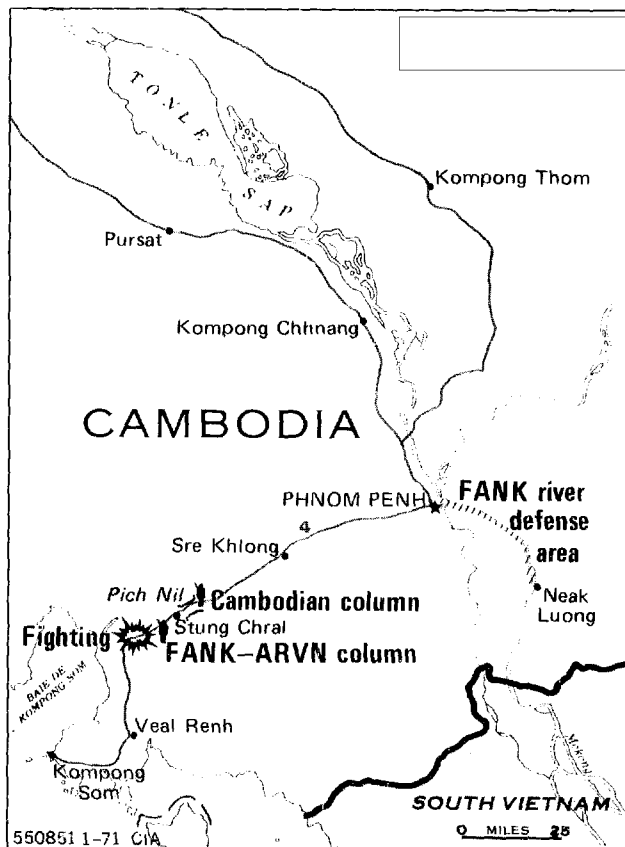 TONLE
SAP
Kompong Thom
Pursat
Kompong Chhnang
CAMBODIA
PHNOM PENH
FANK river
defense
area
4
Sre Khlong
Neak
Luong
Pich Nil
Cambodian column
Stung Chral
Fighting
FANK–ARVN column
BAIE DE
KOMPONG SOM
Veal Renh
Kompong
Som
Mekong
SOUTH VIETNAM
0 MILES 25
550851 1-71 CIA